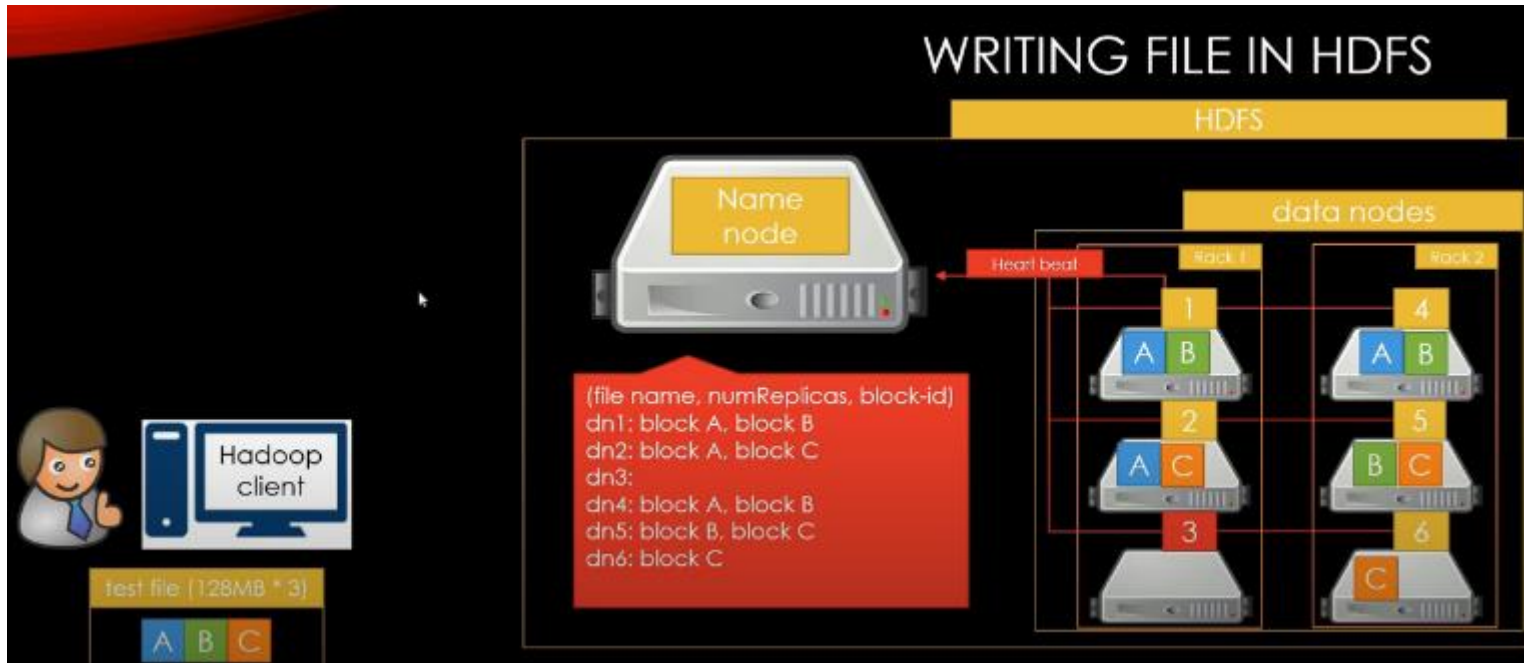 WRITING FILE IN HDFS
HDFS
Name
node
data nodes
Heart beat
Rack 1
Rack 2
1
4
A B
A B
(file name, numReplicas, block-id)
dn1: block A, block B
dn2: block A, block C
dn3:
dn4: block A, block B
dn5: block B, block C
dn6: block C
2
5
A C
B C
3
6
C
Hadoop
client
test file (128MB * 3)
A B C